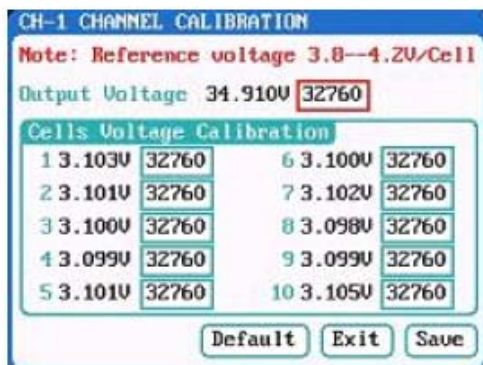 CH-1 CHANNEL CALIBRATION
Note: Reference voltage 3.8--4.2V/Cell
Output Voltage 34.910V 32760
Cells Voltage Calibration
1 3.103V 32760 6 3.100V 32760
2 3.101V 32760 7 3.102V 32760
3 3.100V 32760 8 3.098V 32760
4 3.099V 32760 9 3.099V 32760
5 3.101V 32760 10 3.105V 32760
Default Exit Save